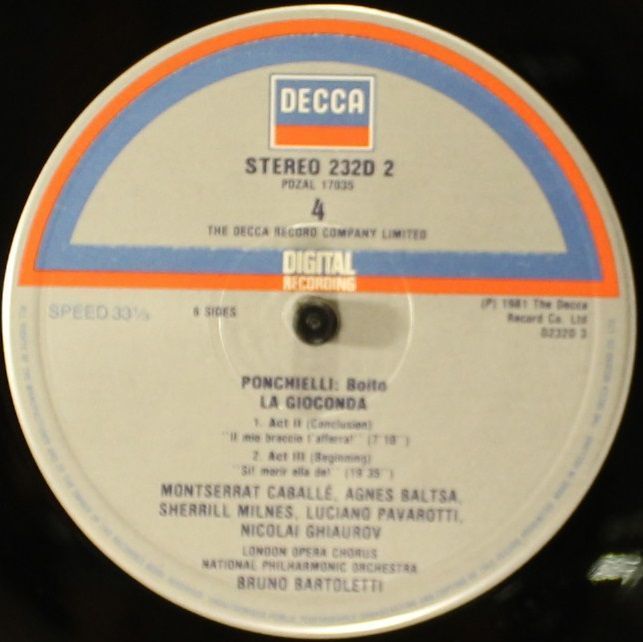 DECCA
STEREO 232D 2
PDZAL 17035
4
THE DECCA RECORD COMPANY LIMITED
DIGITAL
RECORDING
SPEED 33⅓
6 SIDES
(P) 1981 The Decca
Record Co. Ltd
D232D 3
PONCHIELLI: Boito
LA GIOCONDA
1. Act II (Conclusion)
"Il mio braccio t'afferra!" (7 10")
2. Act III (Beginning)
"Si! morir ella de!" (19 35")
MONTSERRAT CABALLÉ, AGNES BALTSA,
SHERRILL MILNES, LUCIANO PAVAROTTI,
NICOLAI GHIAUROV
LONDON OPERA CHORUS
NATIONAL PHILHARMONIC ORCHESTRA
BRUNO BARTOLETTI